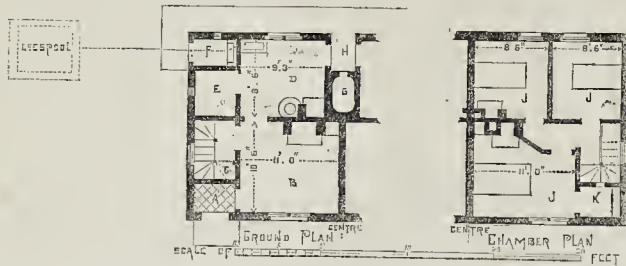 CESSPOOL
F
H
9'.3"
D
E
G
C
11'.0"
B
A
8'.6"
8'.6"
J
J
11'.0"
J
K
GROUND PLAN
CENTRE
CENTRE
CHAMBER PLAN
SCALE OF
FEET